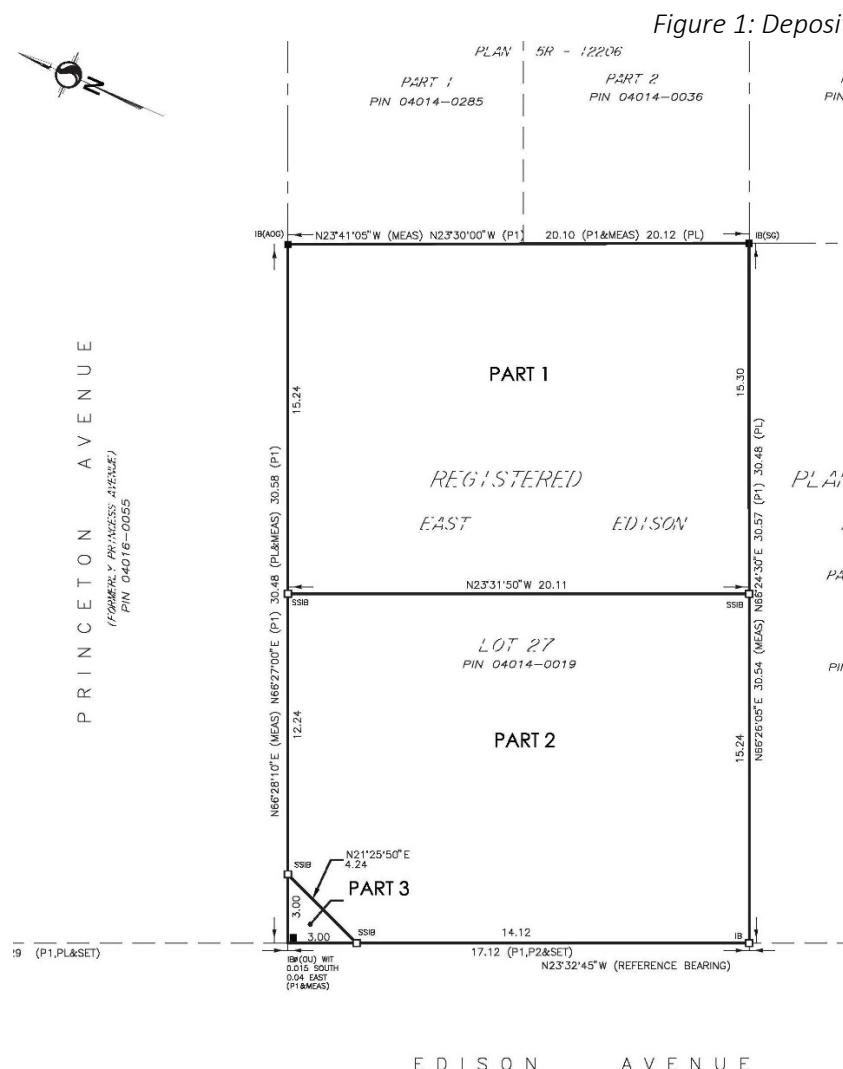 Figure 1: Deposi
PLAN 5R - 12206
PART 1
PIN 04014-0285
PART 2
PIN 04014-0036
PIN
N
IB(AOG)
N23°41'05"W (MEAS) N23°30'00"W (P1) 20.10 (P1&MEAS) 20.12 (PL)
IB(SG)
PART 1
15.24
15.30
REGISTERED
PLAN
EAST EDISON
PRINCETON AVENUE
(FORMERLY PRINCESS AVENUE)
PIN 04016-0055
N66°28'10"E (MEAS) N66°27'00"E (P1) 30.48 (PL&MEAS) 30.58 (P1)
N66°26'05"E 30.54 (MEAS) N66°24'30"E 30.57 (P1) 30.48 (PL)
PA
N23°31'50"W 20.11
SSIB
SSIB
LOT 27
PIN 04014-0019
PIN
12.24
PART 2
15.24
N21°25'50"E
4.24
SSIB
PART 3
3.00
3.00
SSIB
14.12
IB
29 (P1,PL&SET)
17.12 (P1,P2&SET)
N23°32'45"W (REFERENCE BEARING)
IBø(OU) WIT
0.015 SOUTH
0.04 EAST
(P1&MEAS)
EDISON AVENUE